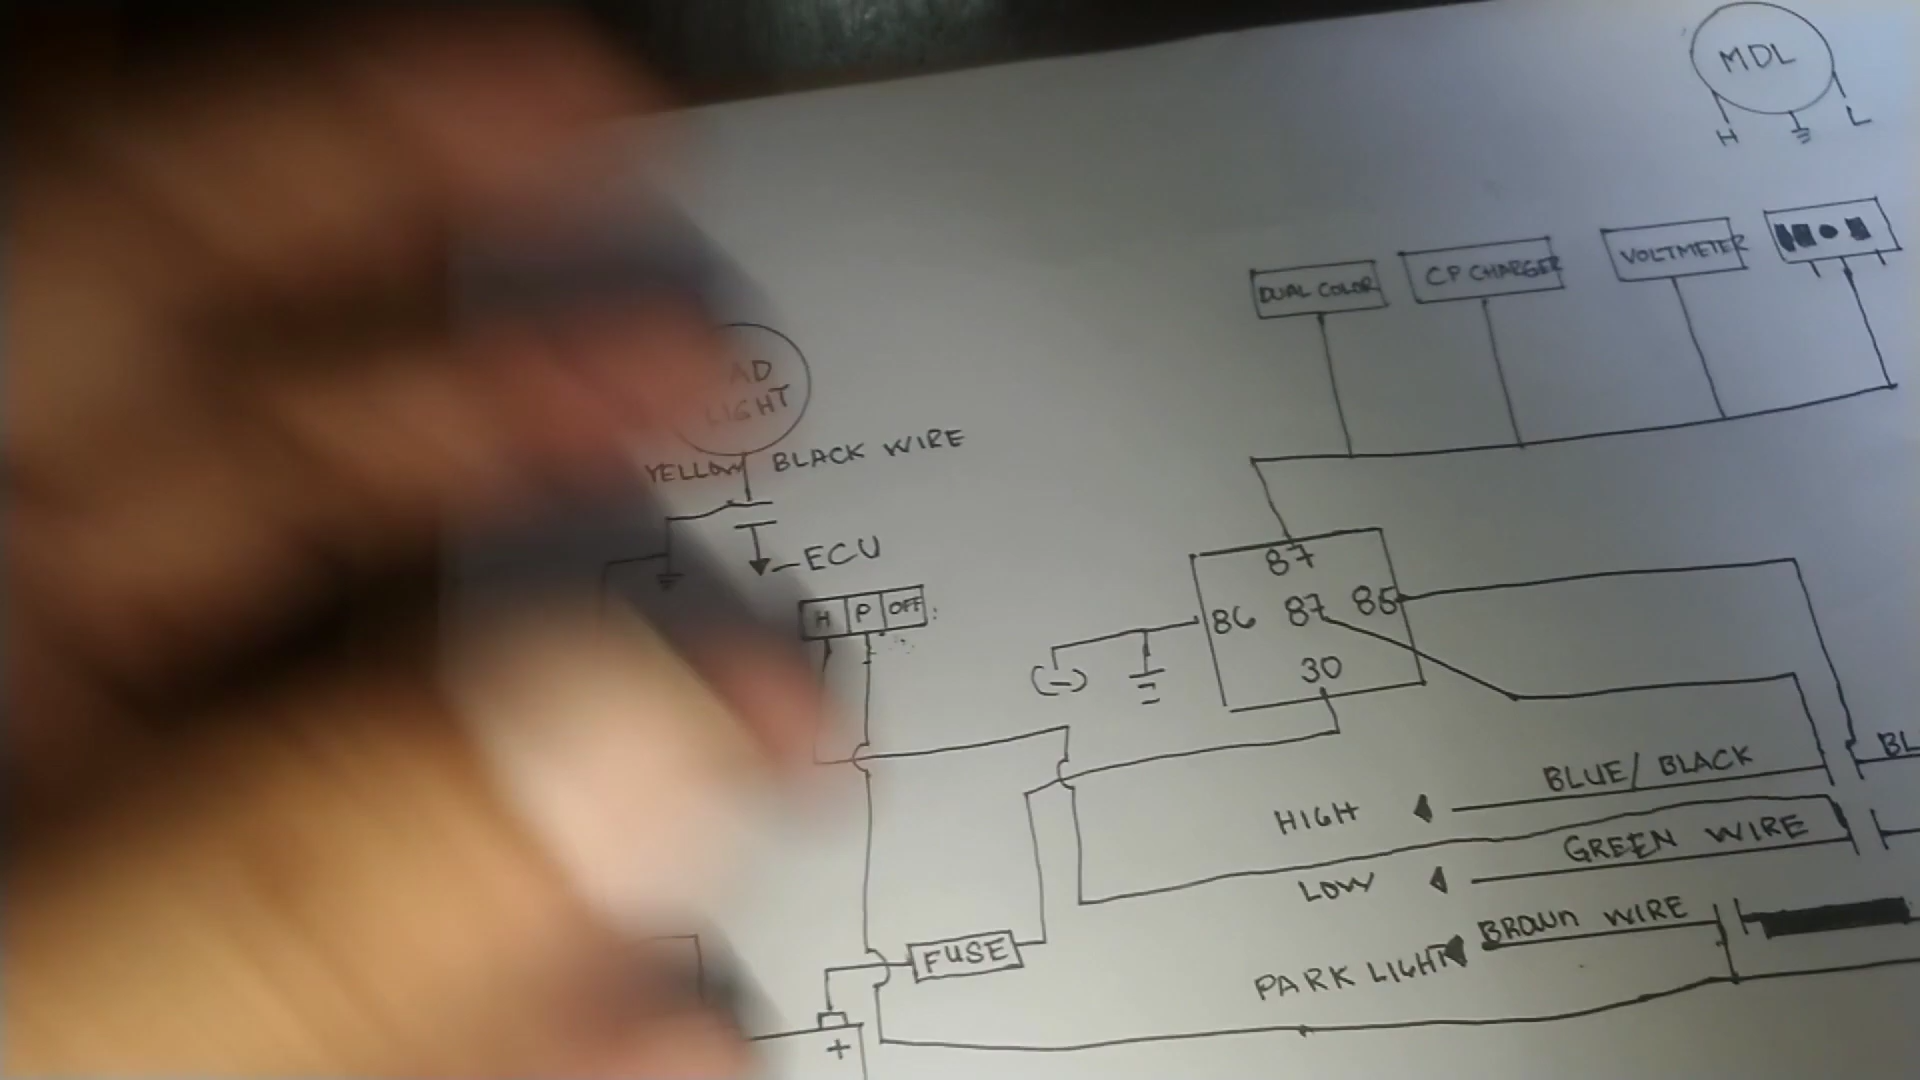 MDL
H
L
DUAL COLOR
CP CHARGER
VOLTMETER
LIGHT
YELLOW BLACK WIRE
ECU
H P OFF
87
86 87 85
30
(-)
BLUE/ BLACK
HIGH
GREEN WIRE
LOW
BROWN WIRE
PARK LIGHT
FUSE
+